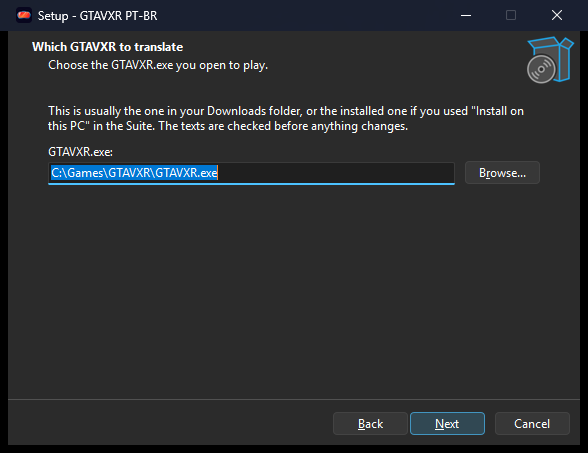 Setup - GTAVXR PT-BR
Which GTAVXR to translate
Choose the GTAVXR.exe you open to play.
This is usually the one in your Downloads folder, or the installed one if you used "Install on
this PC" in the Suite. The texts are checked before anything changes.
GTAVXR.exe:
C:\Games\GTAVXR\GTAVXR.exe
Browse...
Back
Next
Cancel